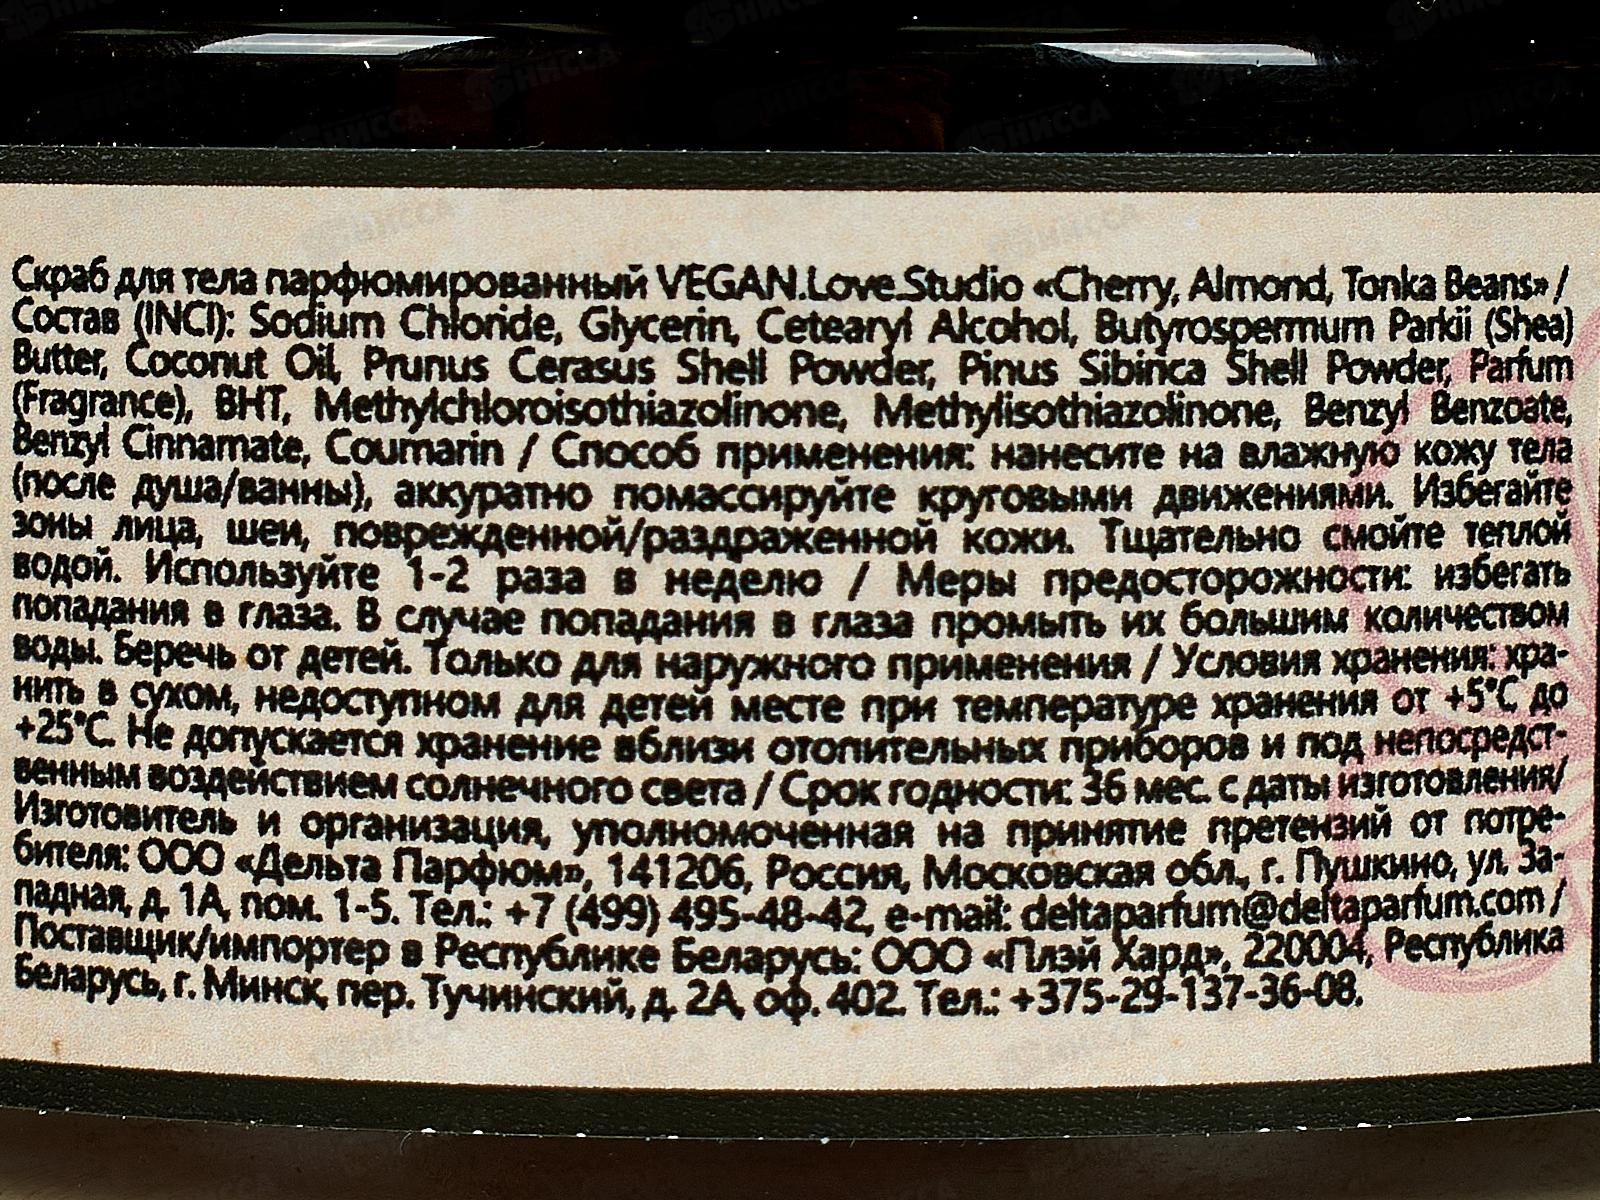 Скраб для тела парфюмированный VEGAN.Love.Studio «Cherry, Almond, Tonka Beans» /
Состав (INCI): Sodium Chloride, Glycerin, Cetearyl Alcohol, Butyrospermum Parkii (Shea)
Butter, Coconut Oil, Prunus Cerasus Shell Powder, Pinus Sibirica Shell Powder, Parfum
(Fragrance), BHT, Methylchloroisothiazolinone, Methylisothiazolinone, Benzyl Benzoate,
Benzyl Cinnamate, Coumarin / Способ применения: нанесите на влажную кожу тела
(после душа/ванны), аккуратно помассируйте круговыми движениями. Избегайте
зоны лица, шеи, поврежденной/раздраженной кожи. Тщательно смойте теплой
водой. Используйте 1-2 раза в неделю / Меры предосторожности: избегать
попадания в глаза. В случае попадания в глаза промыть их большим количеством
воды. Беречь от детей. Только для наружного применения / Условия хранения: хра-
нить в сухом, недоступном для детей месте при температуре хранения от +5°С до
+25°С. Не допускается хранение вблизи отопительных приборов и под непосредст-
венным воздействием солнечного света / Срок годности: 36 мес. с даты изготовления/
Изготовитель и организация, уполномоченная на принятие претензий от потре-
бителя: ООО «Дельта Парфюм», 141206, Россия, Московская обл., г. Пушкино, ул. За-
падная, д. 1А, пом. 1-5. Тел.: +7 (499) 495-48-42, e-mail: deltaparfum@deltaparfum.com /
Поставщик/импортер в Республике Беларусь: ООО «Плэй Хард», 220004, Республика
Беларусь, г. Минск, пер. Тучинский, д. 2А, оф. 402. Тел.: +375-29-137-36-08.